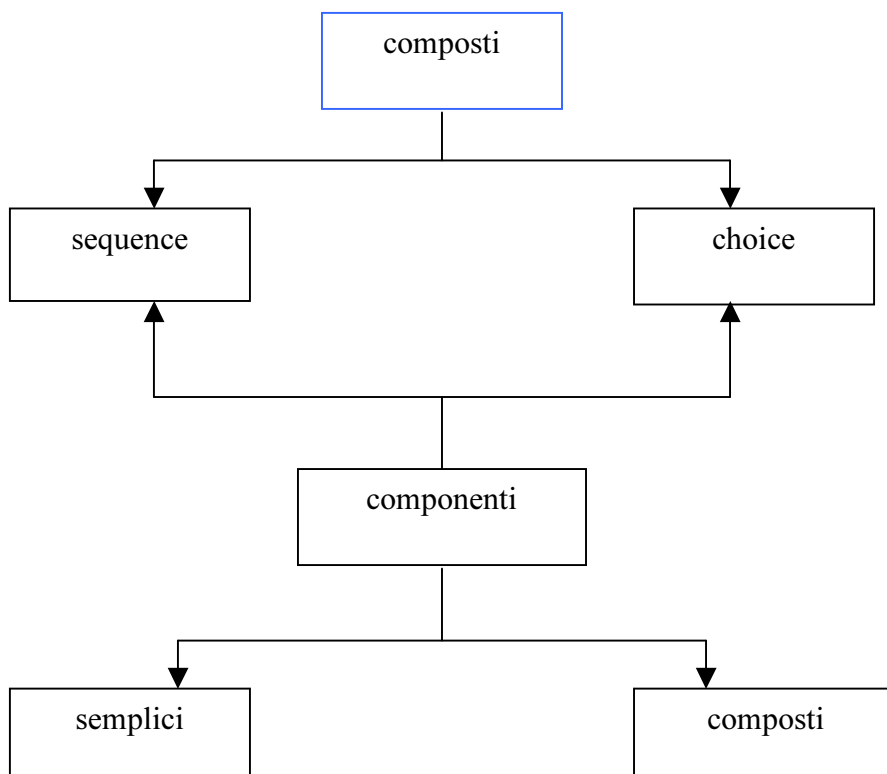 composti
sequence
choice
componenti
semplici
composti